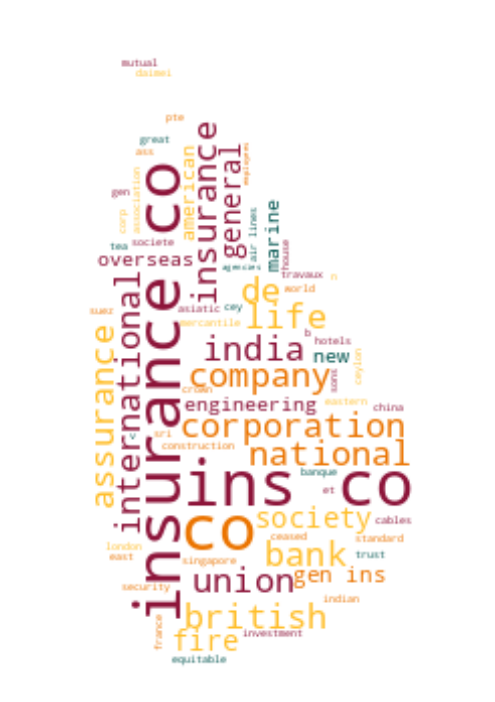 mutual
daimei
pte
great
ass
insurance
general
employees
american
association
gen
corp
insurance co
societe
tea
overseas
marine
air lines
agencies
house
travaux
n
de
world
international
suez
asiatic
cey
life
mercantile
assurance
b
hotels
india
new
ceylon
company
sons
crown
engineering
eastern
china
corporation
sri
v
construction
national
banque
ins co
et
co
society
cables
ceased
standard
london
east
bank
trust
singapore
gen ins
union
security
indian
british
fire
france
investment
equitable